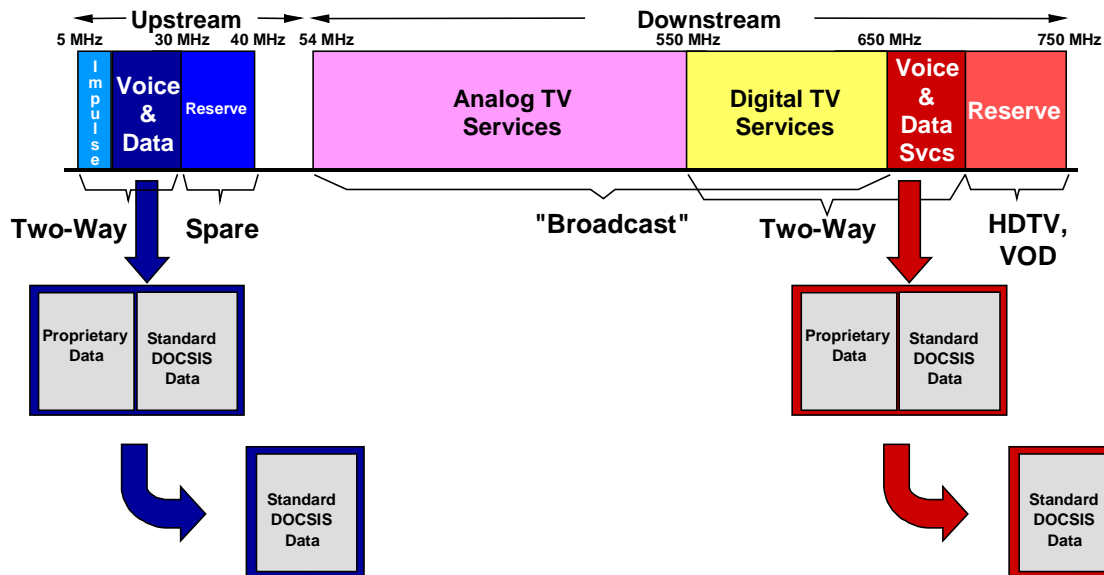 Upstream
Downstream
5 MHz
30 MHz
40 MHz
54 MHz
550 MHz
650 MHz
750 MHz
Impulse
Voice
&
Data
Reserve
Analog TV
Services
Digital TV
Services
Voice
&
Data
Svcs
Reserve
Two-Way
Spare
"Broadcast"
Two-Way
HDTV,
VOD
Proprietary
Data
Standard
DOCSIS
Data
Proprietary
Data
Standard
DOCSIS
Data
Standard
DOCSIS
Data
Standard
DOCSIS
Data